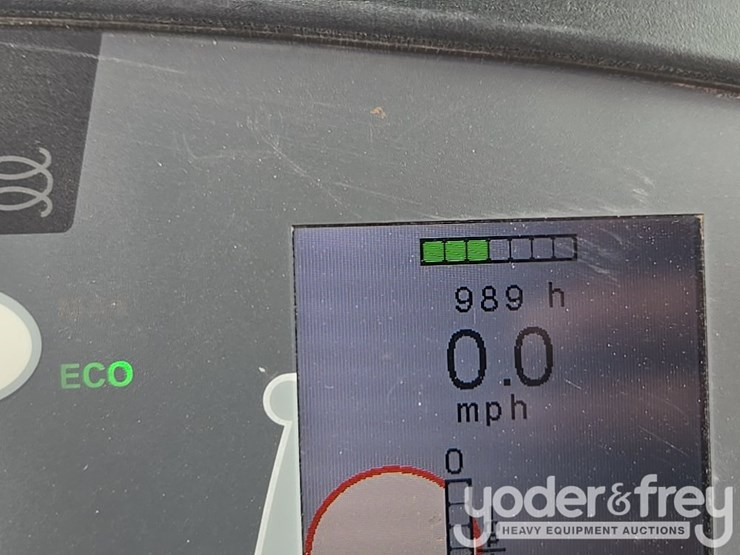 989 h
0.0
mph
ECO
0
yoder&frey
HEAVY EQUIPMENT AUCTIONS